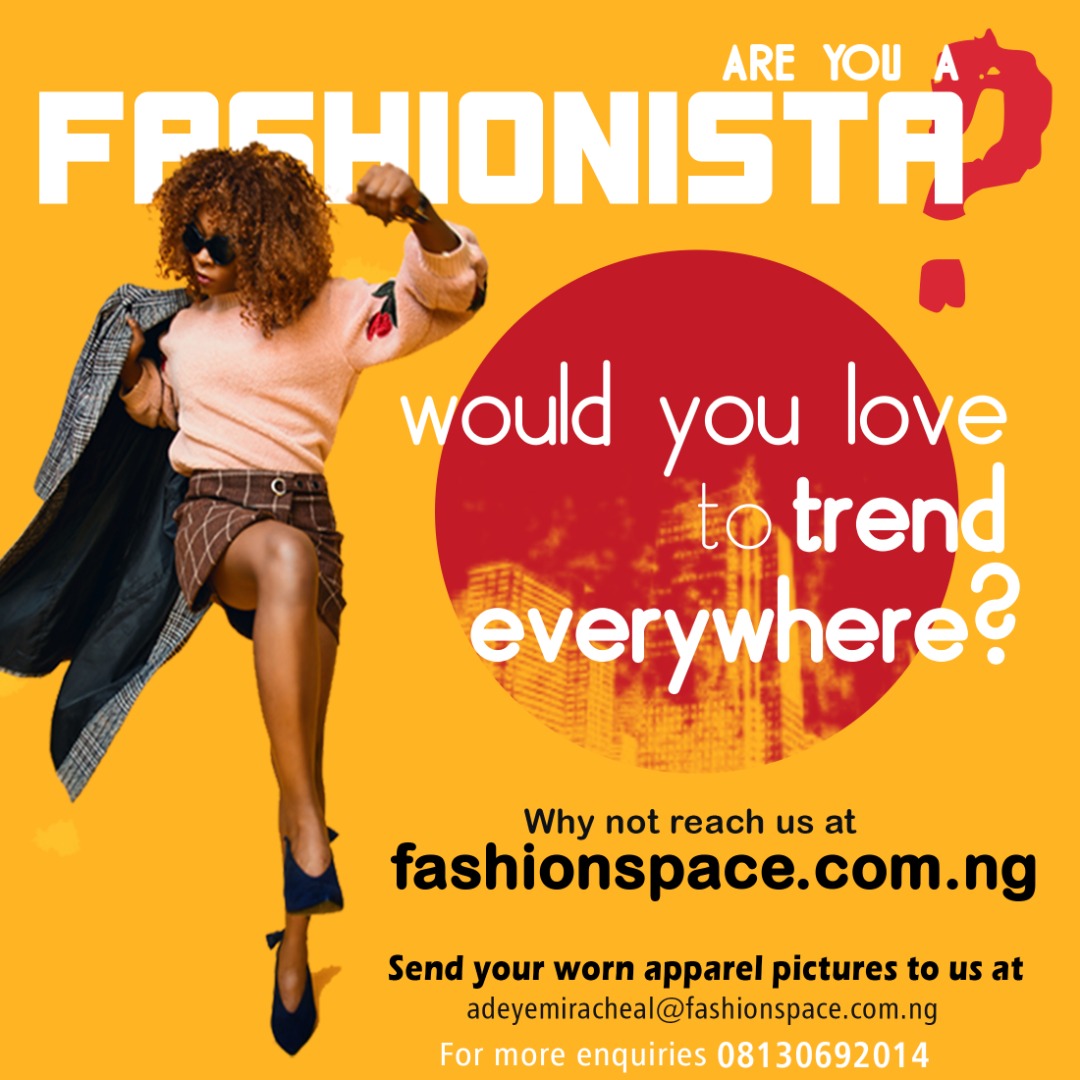 ARE YOU A
FASHIONISTA?
would you love
to trend
everywhere?
Why not reach us at
fashionspace.com.ng
Send your worn apparel pictures to us at
adeyemiracheal@fashionspace.com.ng
For more enquiries 08130692014